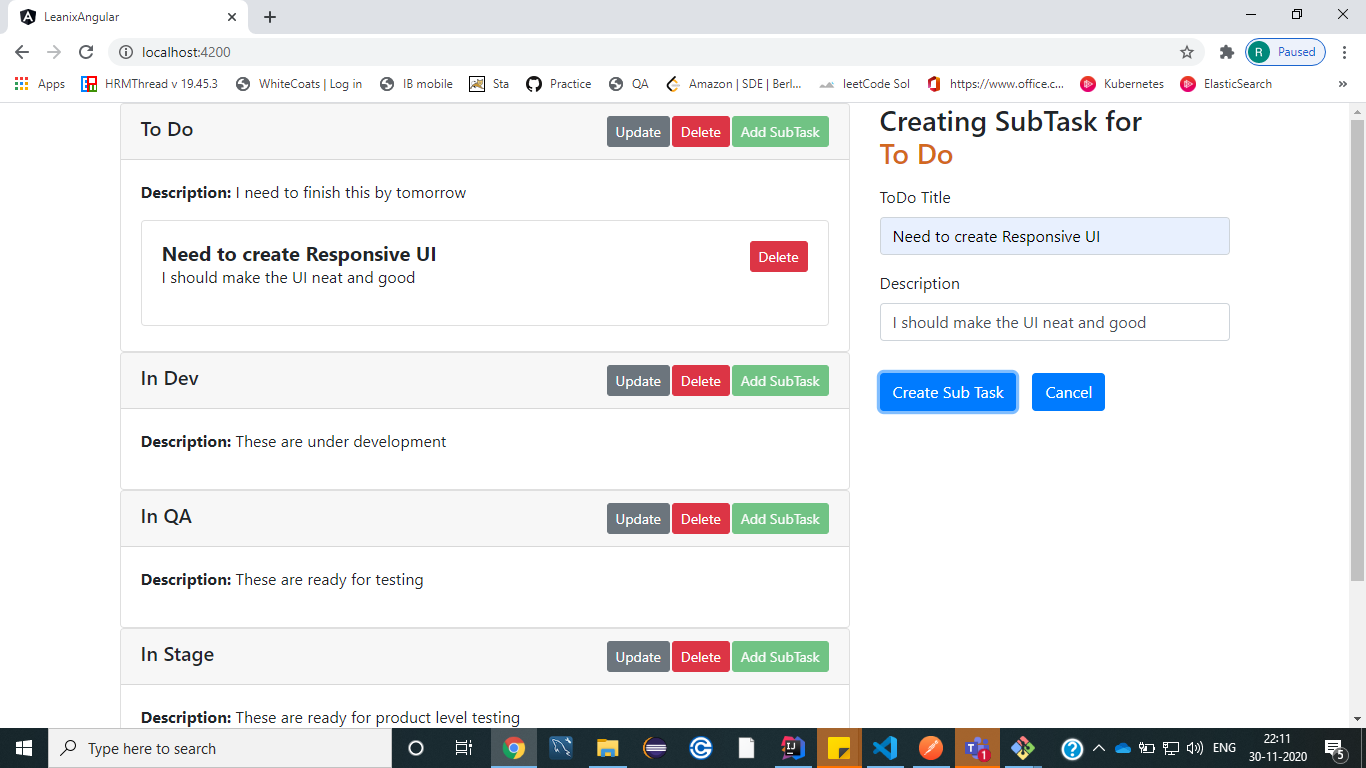 LeanixAngular
localhost:4200
R Paused
Apps HRMThread v 19.45.3 WhiteCoats | Log in IB mobile Sta Practice QA Amazon | SDE | Berl... leetCode Sol https://www.office.c... Kubernetes ElasticSearch »
To Do Update Delete Add SubTask
Description: I need to finish this by tomorrow
Need to create Responsive UI Delete
I should make the UI neat and good
In Dev Update Delete Add SubTask
Description: These are under development
In QA Update Delete Add SubTask
Description: These are ready for testing
In Stage Update Delete Add SubTask
Description: These are ready for product level testing
Creating SubTask for
To Do
ToDo Title
Need to create Responsive UI
Description
I should make the UI neat and good
Create Sub Task Cancel
Type here to search
IJ
1
ENG
22:11
30-11-2020
5